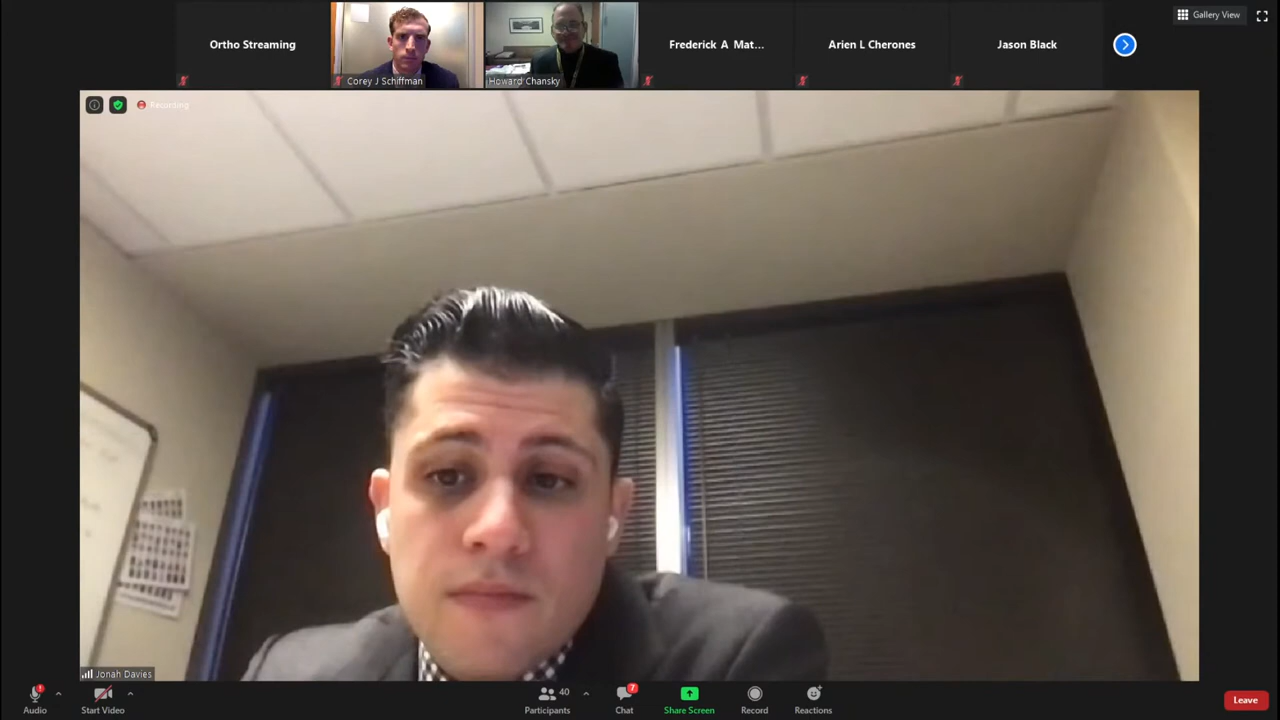 Ortho Streaming
Corey J Schiffman
Howard Chansky
Frederick A Mat...
Arien L Cherones
Jason Black
Gallery View
Recording
Jonah Davies
Audio
Start Video
Participants
40
Chat
7
Share Screen
Record
Reactions
Leave